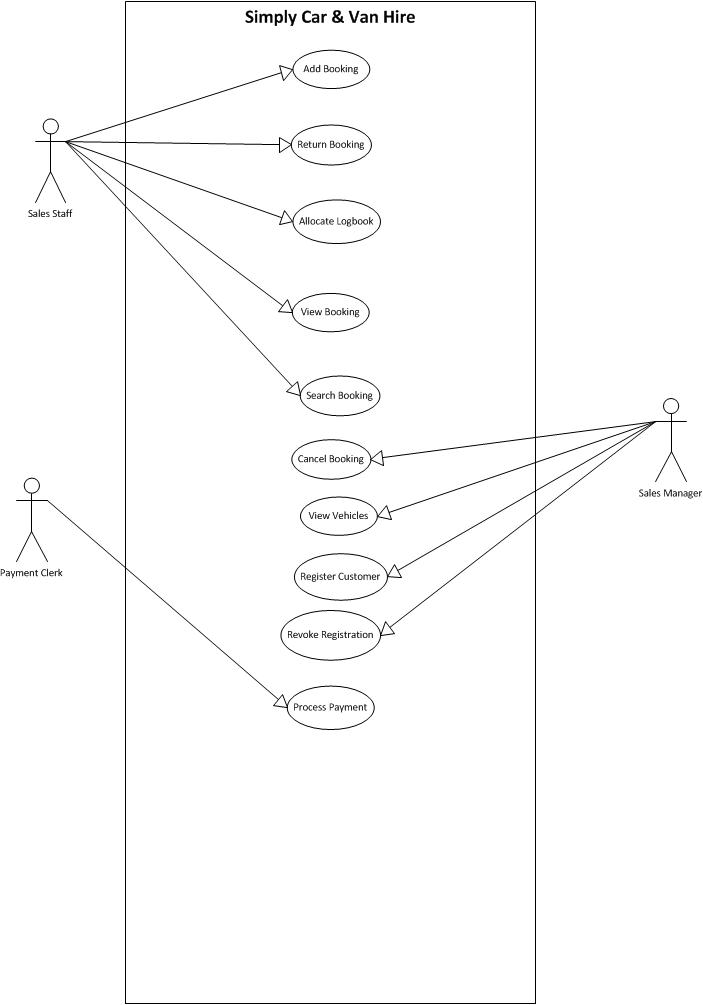 Simply Car & Van Hire
Add Booking
Return Booking
Sales Staff
Allocate Logbook
View Booking
Search Booking
Cancel Booking
Sales Manager
View Vehicles
Payment Clerk
Register Customer
Revoke Registration
Process Payment